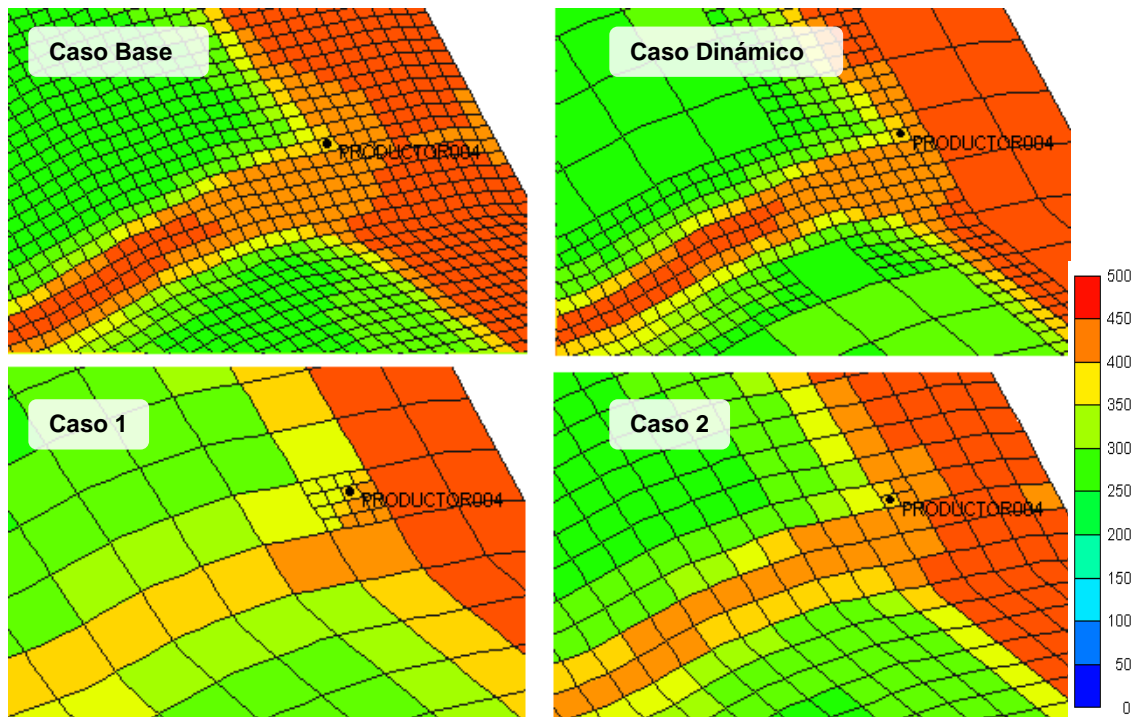 Caso Base
PRODUCTOR004
Caso Dinámico
PRODUCTOR004
Caso 1
PRODUCTOR004
Caso 2
PRODUCTOR004
500
450
400
350
300
250
200
150
100
50
0